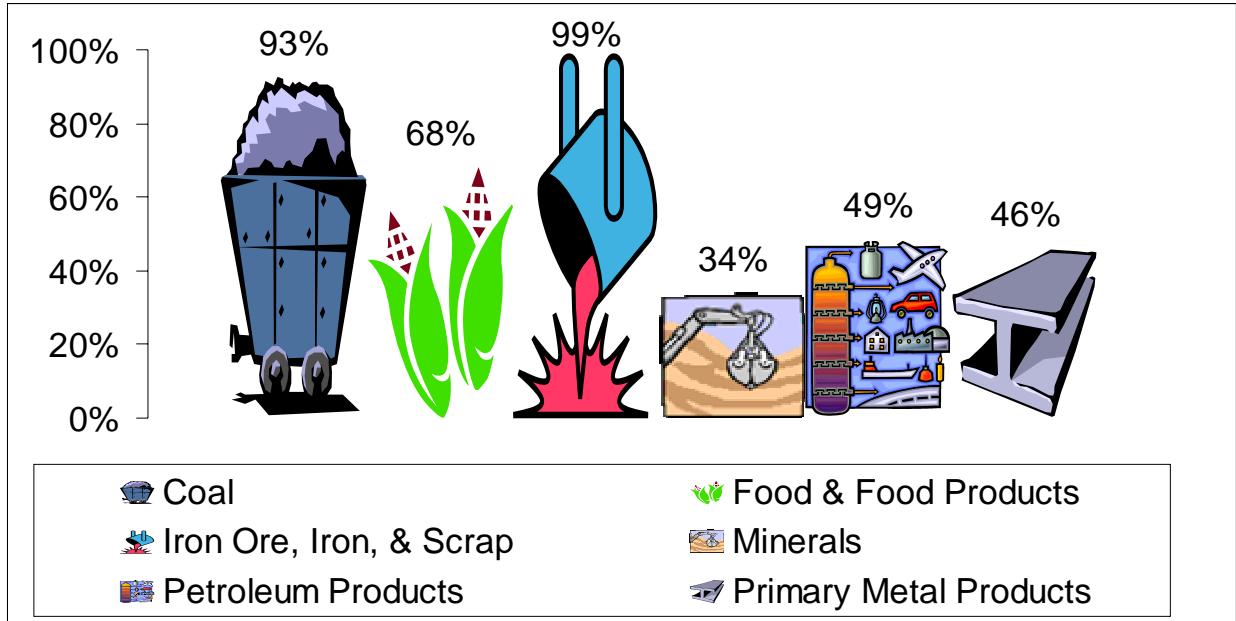 99%
93%
100%
80%
68%
60%
49%
46%
40%
34%
20%
0%
Coal
Food & Food Products
Iron Ore, Iron, & Scrap
Minerals
Petroleum Products
Primary Metal Products